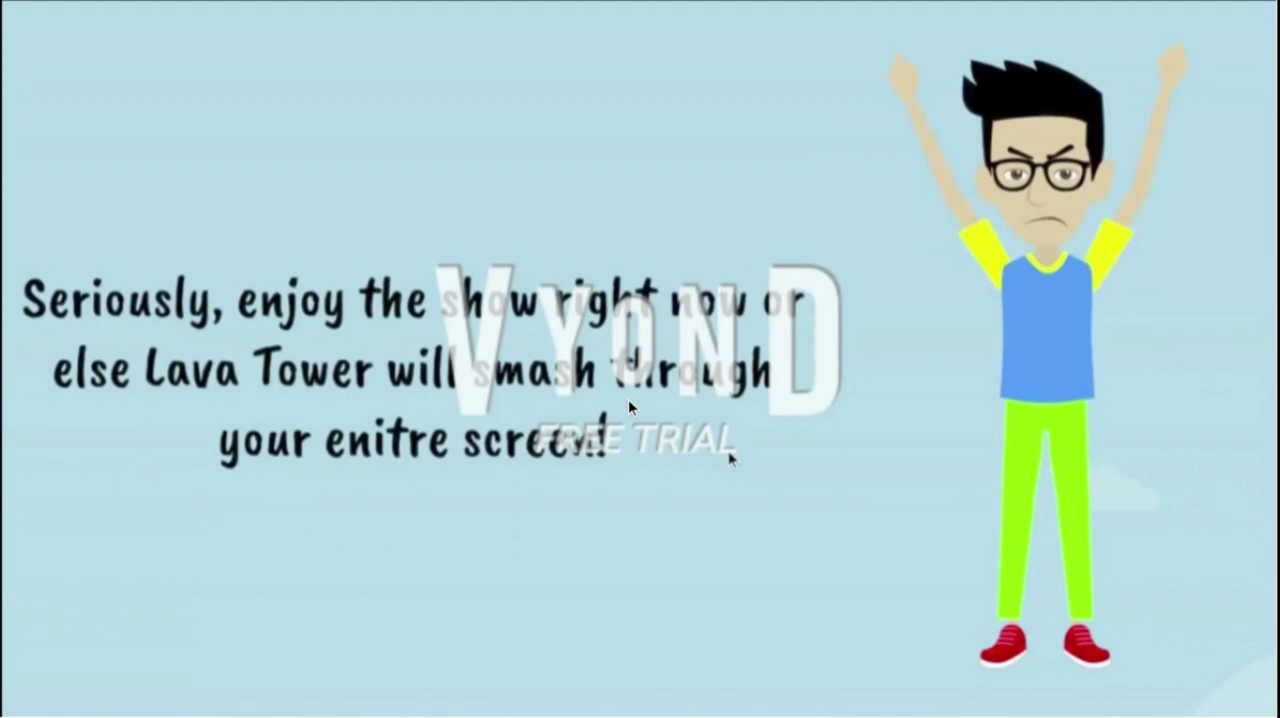 Seriously, enjoy the show right now or
else Lava Tower will smash through
your enitre screen!
VYOND
FREE TRIAL